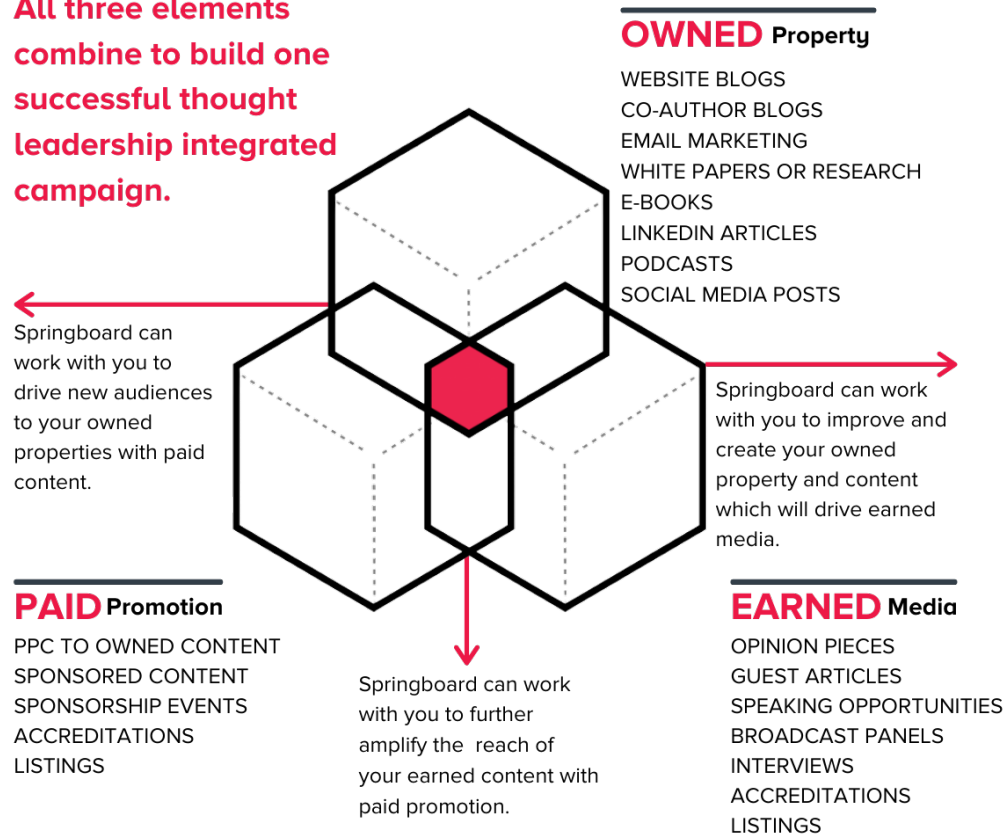 All three elements
combine to build one
successful thought
leadership integrated
campaign.
OWNED Property
WEBSITE BLOGS
CO-AUTHOR BLOGS
EMAIL MARKETING
WHITE PAPERS OR RESEARCH
E-BOOKS
LINKEDIN ARTICLES
PODCASTS
SOCIAL MEDIA POSTS
Springboard can
work with you to
drive new audiences
to your owned
properties with paid
content.
Springboard can work
with you to improve and
create your owned
property and content
which will drive earned
media.
PAID Promotion
PPC TO OWNED CONTENT
SPONSORED CONTENT
SPONSORSHIP EVENTS
ACCREDITATIONS
LISTINGS
Springboard can work
with you to further
amplify the reach of
your earned content with
paid promotion.
EARNED Media
OPINION PIECES
GUEST ARTICLES
SPEAKING OPPORTUNITIES
BROADCAST PANELS
INTERVIEWS
ACCREDITATIONS
LISTINGS